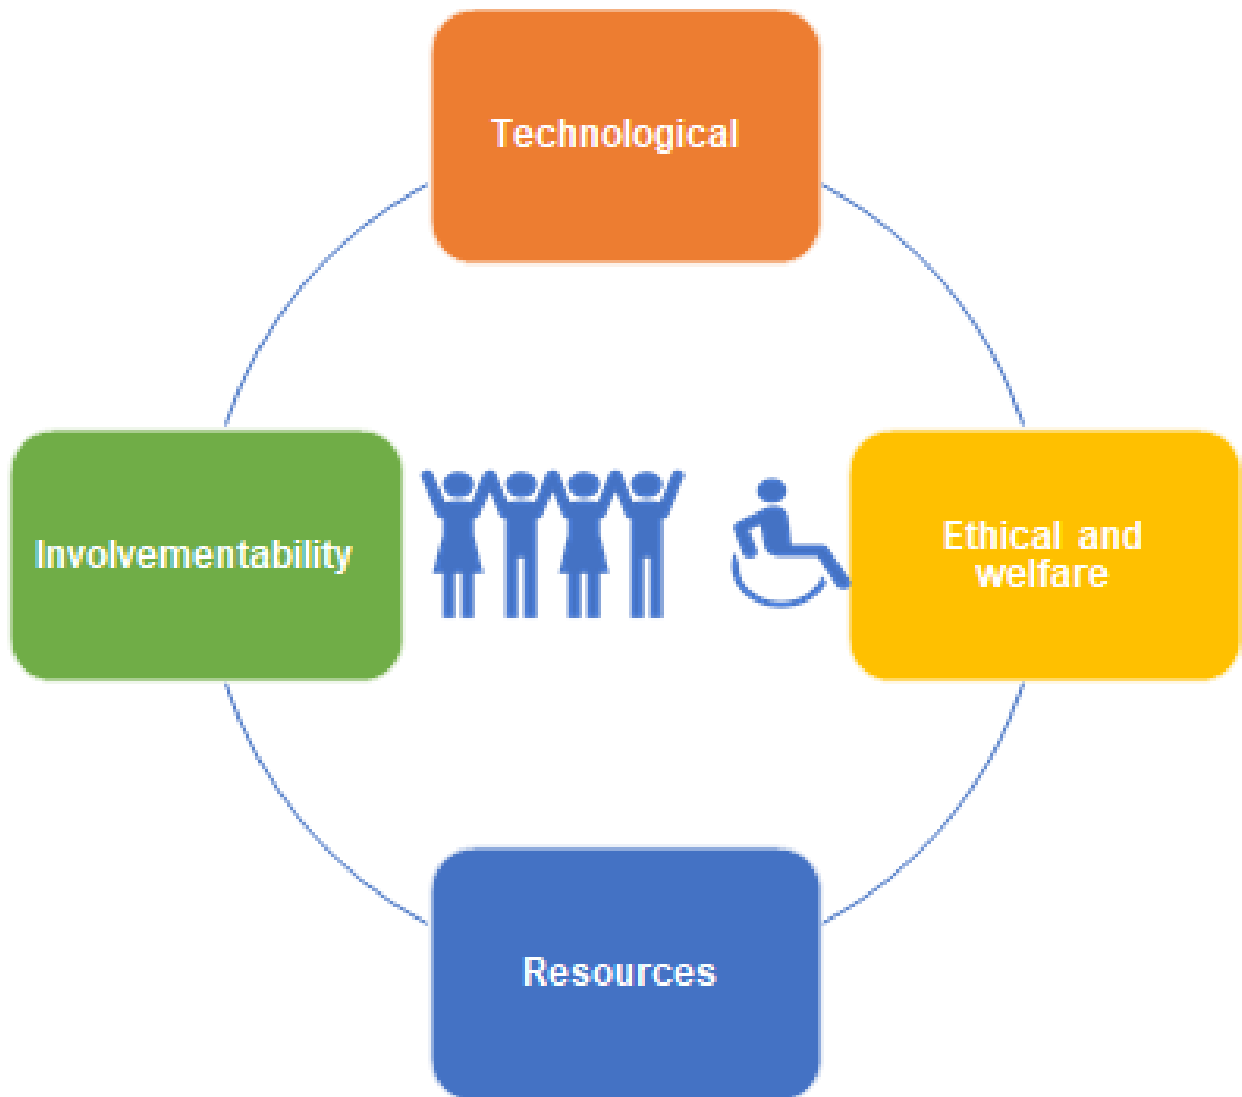 Technological
Involvementability
Ethical and
welfare
Resources